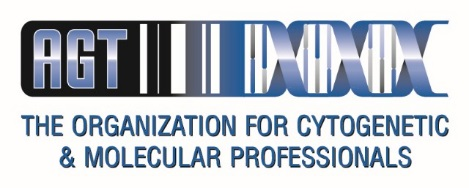 AGT
THE ORGANIZATION FOR CYTOGENETIC
& MOLECULAR PROFESSIONALS